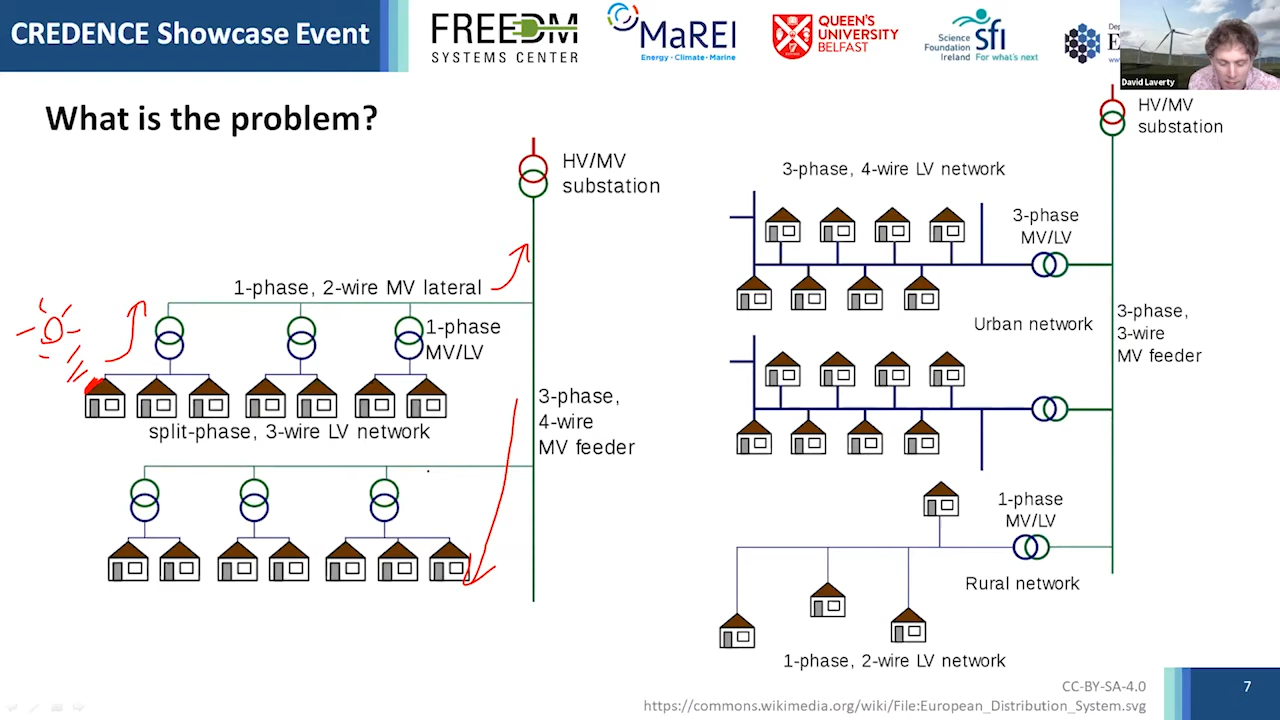 CREDENCE Showcase Event
FREEDM
SYSTEMS CENTER
MaREI
Energy · Climate · Marine
QUEEN'S
UNIVERSITY
BELFAST
Science
Foundation
Ireland
sfi
For what's next
David Laverty
What is the problem?
HV/MV
substation
1-phase, 2-wire MV lateral
1-phase
MV/LV
split-phase, 3-wire LV network
3-phase,
4-wire
MV feeder
HV/MV
substation
3-phase, 4-wire LV network
3-phase
MV/LV
Urban network
3-phase,
3-wire
MV feeder
1-phase
MV/LV
Rural network
1-phase, 2-wire LV network
CC-BY-SA-4.0
https://commons.wikimedia.org/wiki/File:European_Distribution_System.svg
7